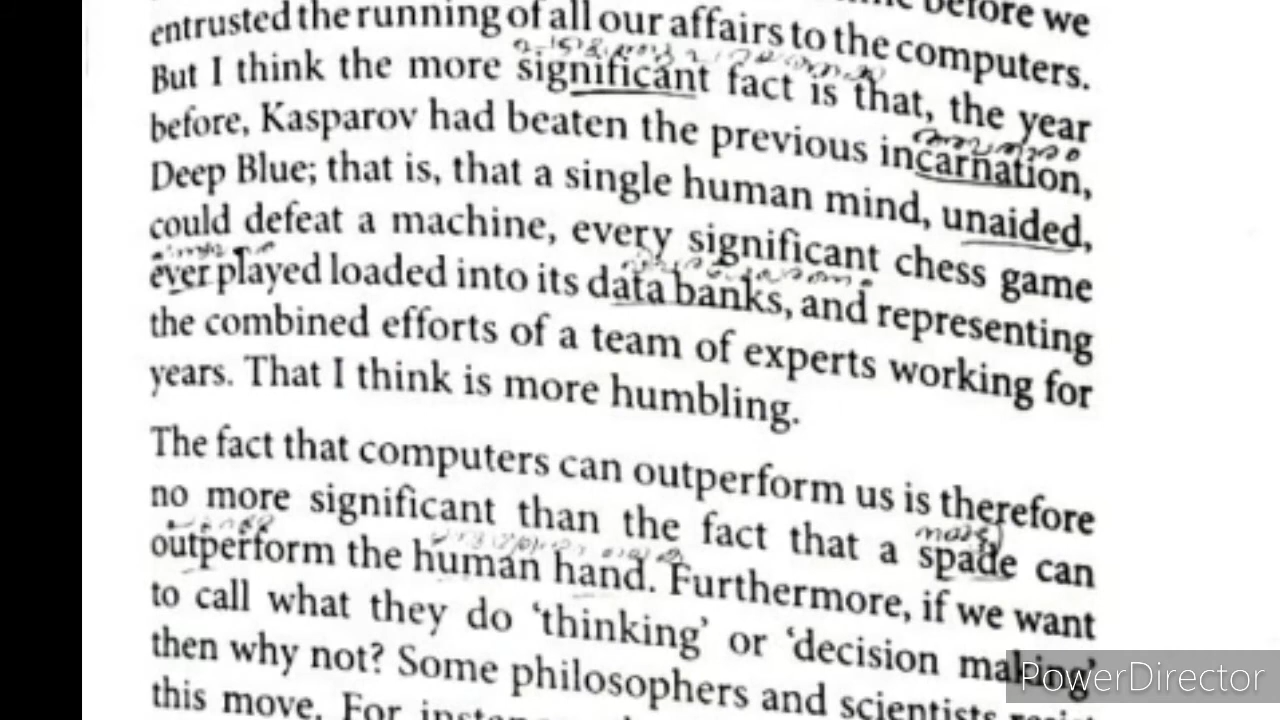 before we
entrusted the running of all our affairs to the computers.
But I think the more significant fact is that, the year
before, Kasparov had beaten the previous incarnation,
Deep Blue; that is, that a single human mind, unaided,
could defeat a machine, every significant chess game
ever played loaded into its data banks, and representing
the combined efforts of a team of experts working for
years. That I think is more humbling.
The fact that computers can outperform us is therefore
no more significant than the fact that a spade can
outperform the human hand. Furthermore, if we want
to call what they do ‘thinking’ or ‘decision making’
then why not? Some philosophers and scientists
this move. For
PowerDirector